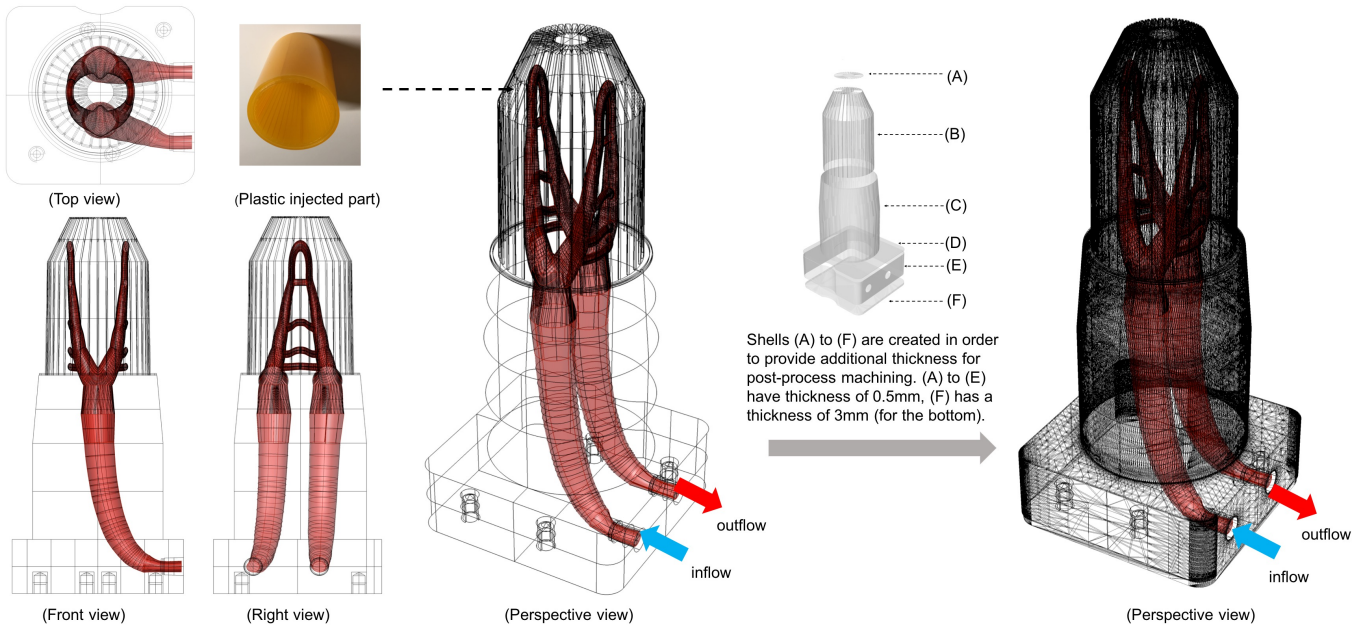 (Top view)
(Plastic injected part)
(A)
(B)
(C)
(D)
(E)
(F)
Shells (A) to (F) are created in order
to provide additional thickness for
post-process machining. (A) to (E)
have thickness of 0.5mm, (F) has a
thickness of 3mm (for the bottom).
outflow
inflow
outflow
inflow
(Front view)
(Right view)
(Perspective view)
(Perspective view)